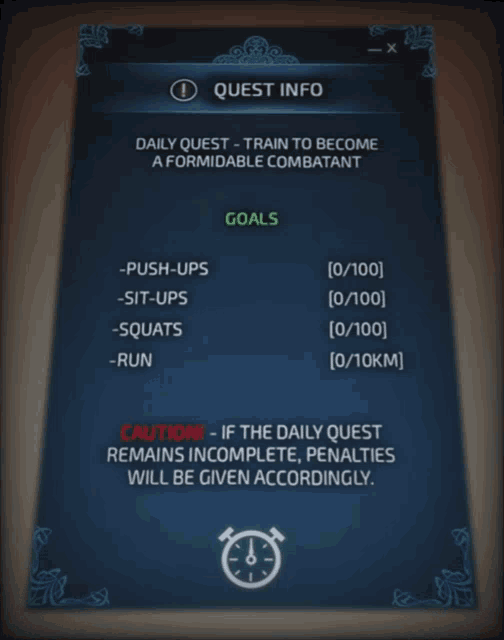 QUEST INFO
DAILY QUEST - TRAIN TO BECOME
A FORMIDABLE COMBATANT
GOALS
-PUSH-UPS [0/100]
-SIT-UPS [0/100]
-SQUATS [0/100]
-RUN [0/10KM]
CAUTION! - IF THE DAILY QUEST
REMAINS INCOMPLETE, PENALTIES
WILL BE GIVEN ACCORDINGLY.